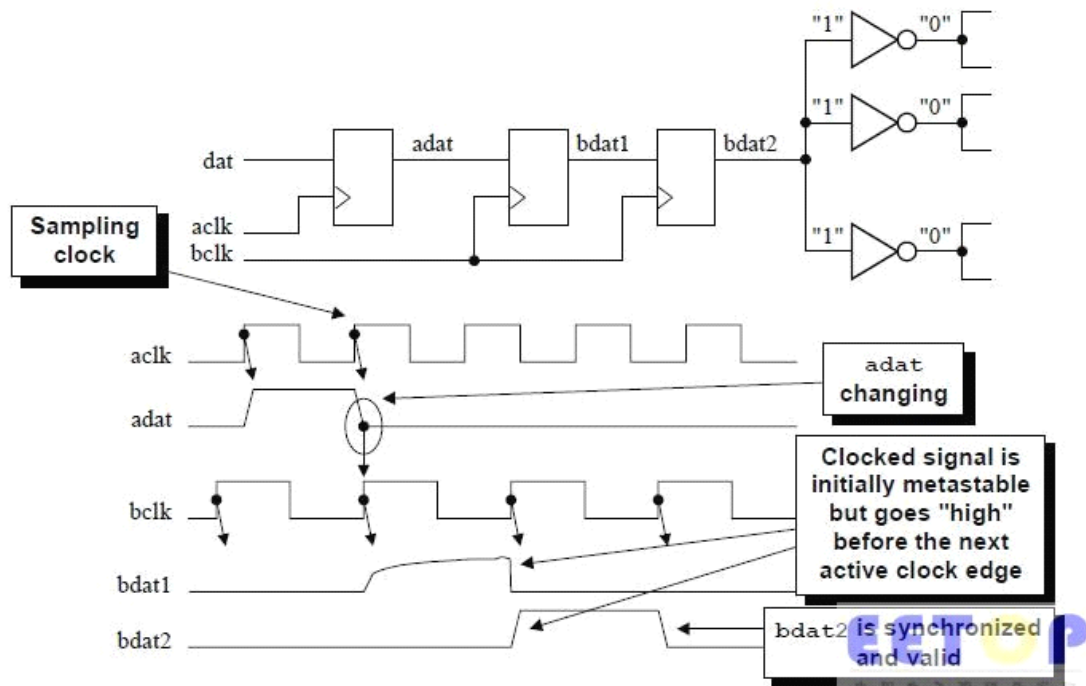 "1" "0"
"1" "0"
dat
adat
bdat1
bdat2
"1" "0"
aclk
bclk
Sampling
clock
aclk
adat
changing
adat
Clocked signal is
initially metastable
but goes "high"
before the next
active clock edge
bclk
bdat1
bdat2
bdat2 is synchronized
and valid
EETOP